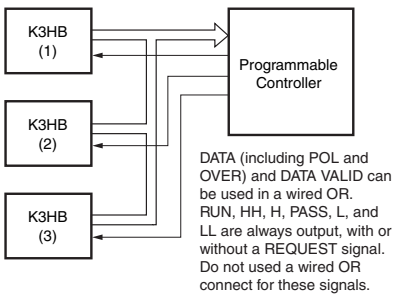 K3HB
(1)
Programmable
Controller
K3HB
(2)
K3HB
(3)
DATA (including POL and
OVER) and DATA VALID can
be used in a wired OR.
RUN, HH, H, PASS, L, and
LL are always output, with or
without a REQUEST signal.
Do not used a wired OR
connect for these signals.